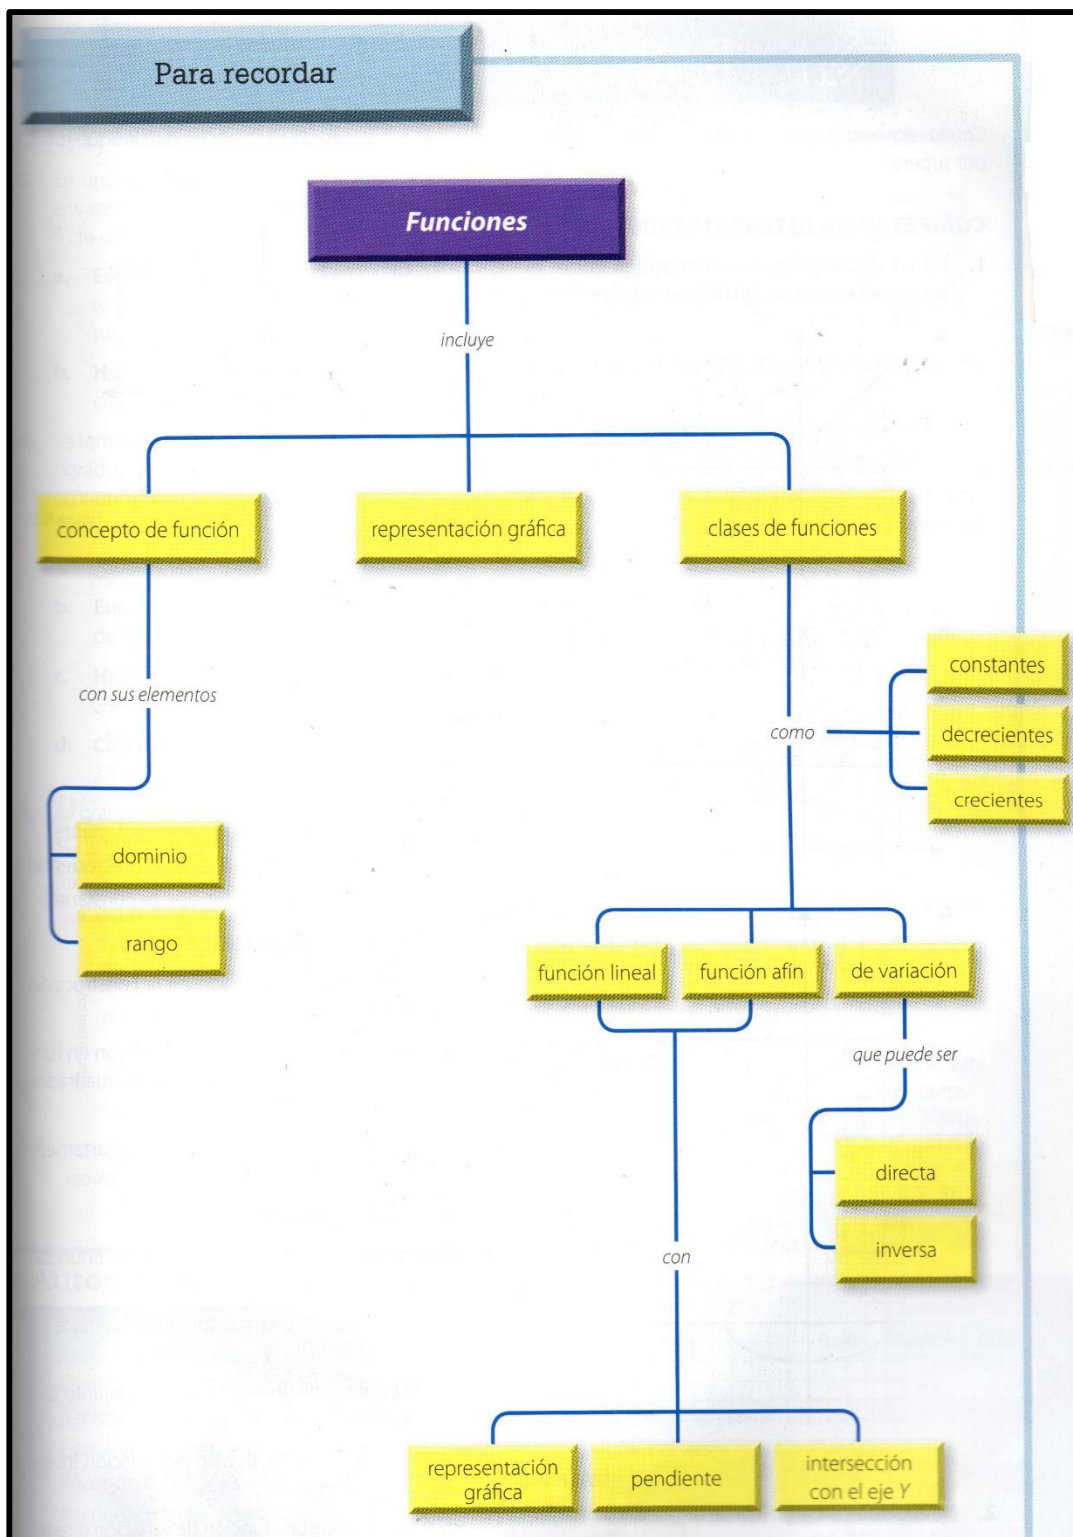 Para recordar
Funciones
incluye
concepto de función
representación gráfica
clases de funciones
con sus elementos
dominio
rango
como
constantes
decrecientes
crecientes
función lineal
función afín
de variación
que puede ser
directa
inversa
con
representación
gráfica
pendiente
intersección
con el eje Y